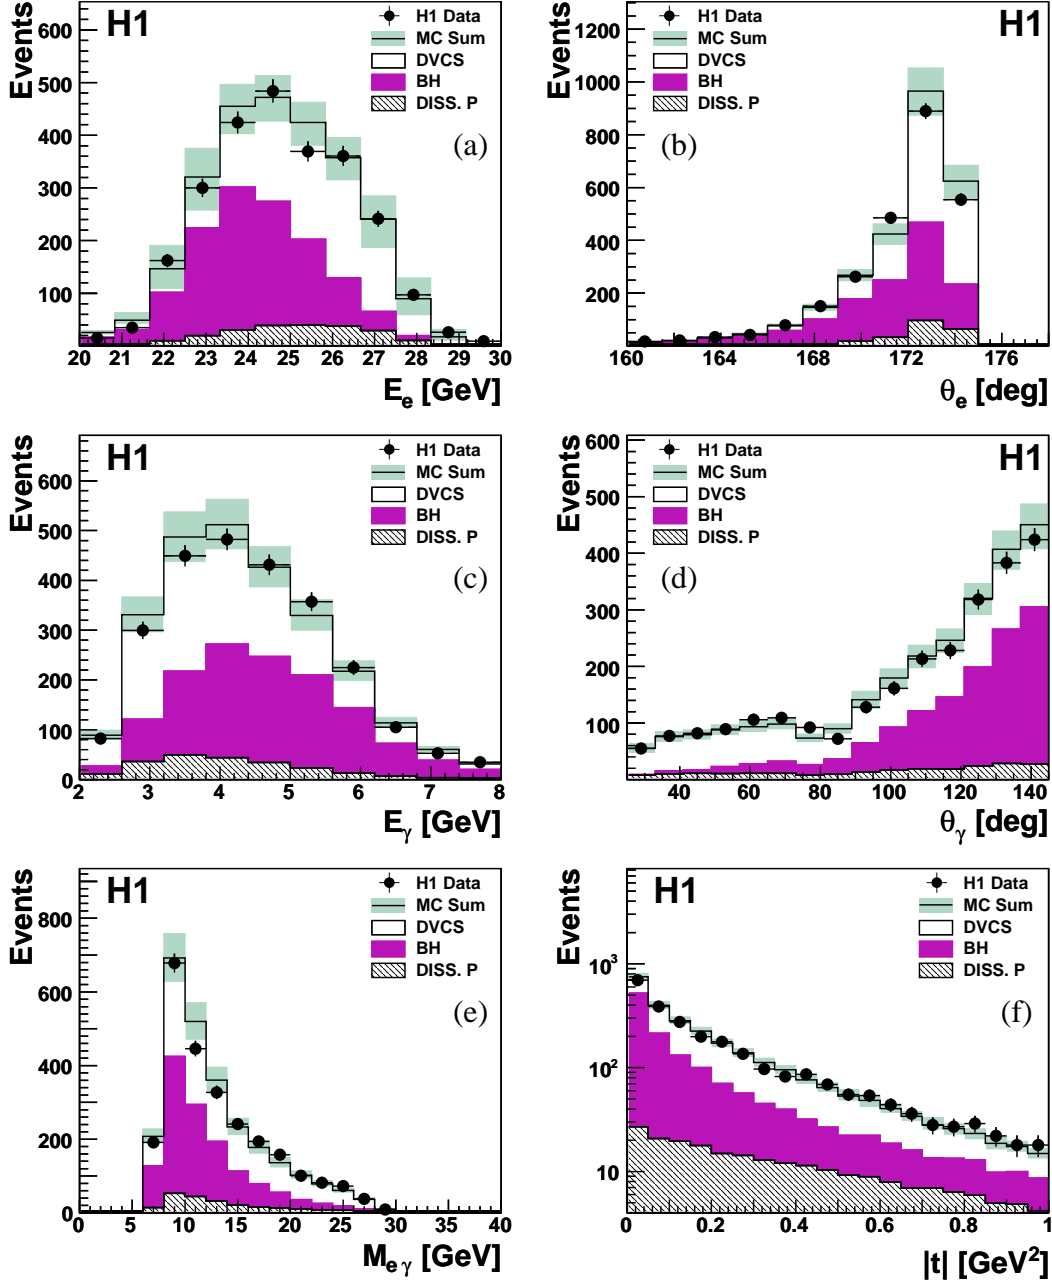 H1
H1 Data
MC Sum
DVCS
BH
DISS. P
(a)
Events
600
500
400
300
200
100
20 21 22 23 24 25 26 27 28 29 30
E_e [GeV]
H1
H1 Data
MC Sum
DVCS
BH
DISS. P
(b)
Events
1200
1000
800
600
400
200
160 164 168 172 176
θ_e [deg]
H1
H1 Data
MC Sum
DVCS
BH
DISS. P
(c)
Events
600
500
400
300
200
100
0
2 3 4 5 6 7 8
E_γ [GeV]
H1
H1 Data
MC Sum
DVCS
BH
DISS. P
(d)
Events
600
500
400
300
200
100
40 60 80 100 120 140
θ_γ [deg]
H1
H1 Data
MC Sum
DVCS
BH
DISS. P
(e)
Events
800
600
400
200
0
0 5 10 15 20 25 30 35 40
M_eγ [GeV]
H1
H1 Data
MC Sum
DVCS
BH
DISS. P
(f)
Events
10³
10²
10
0 0.2 0.4 0.6 0.8 1
|t| [GeV²]